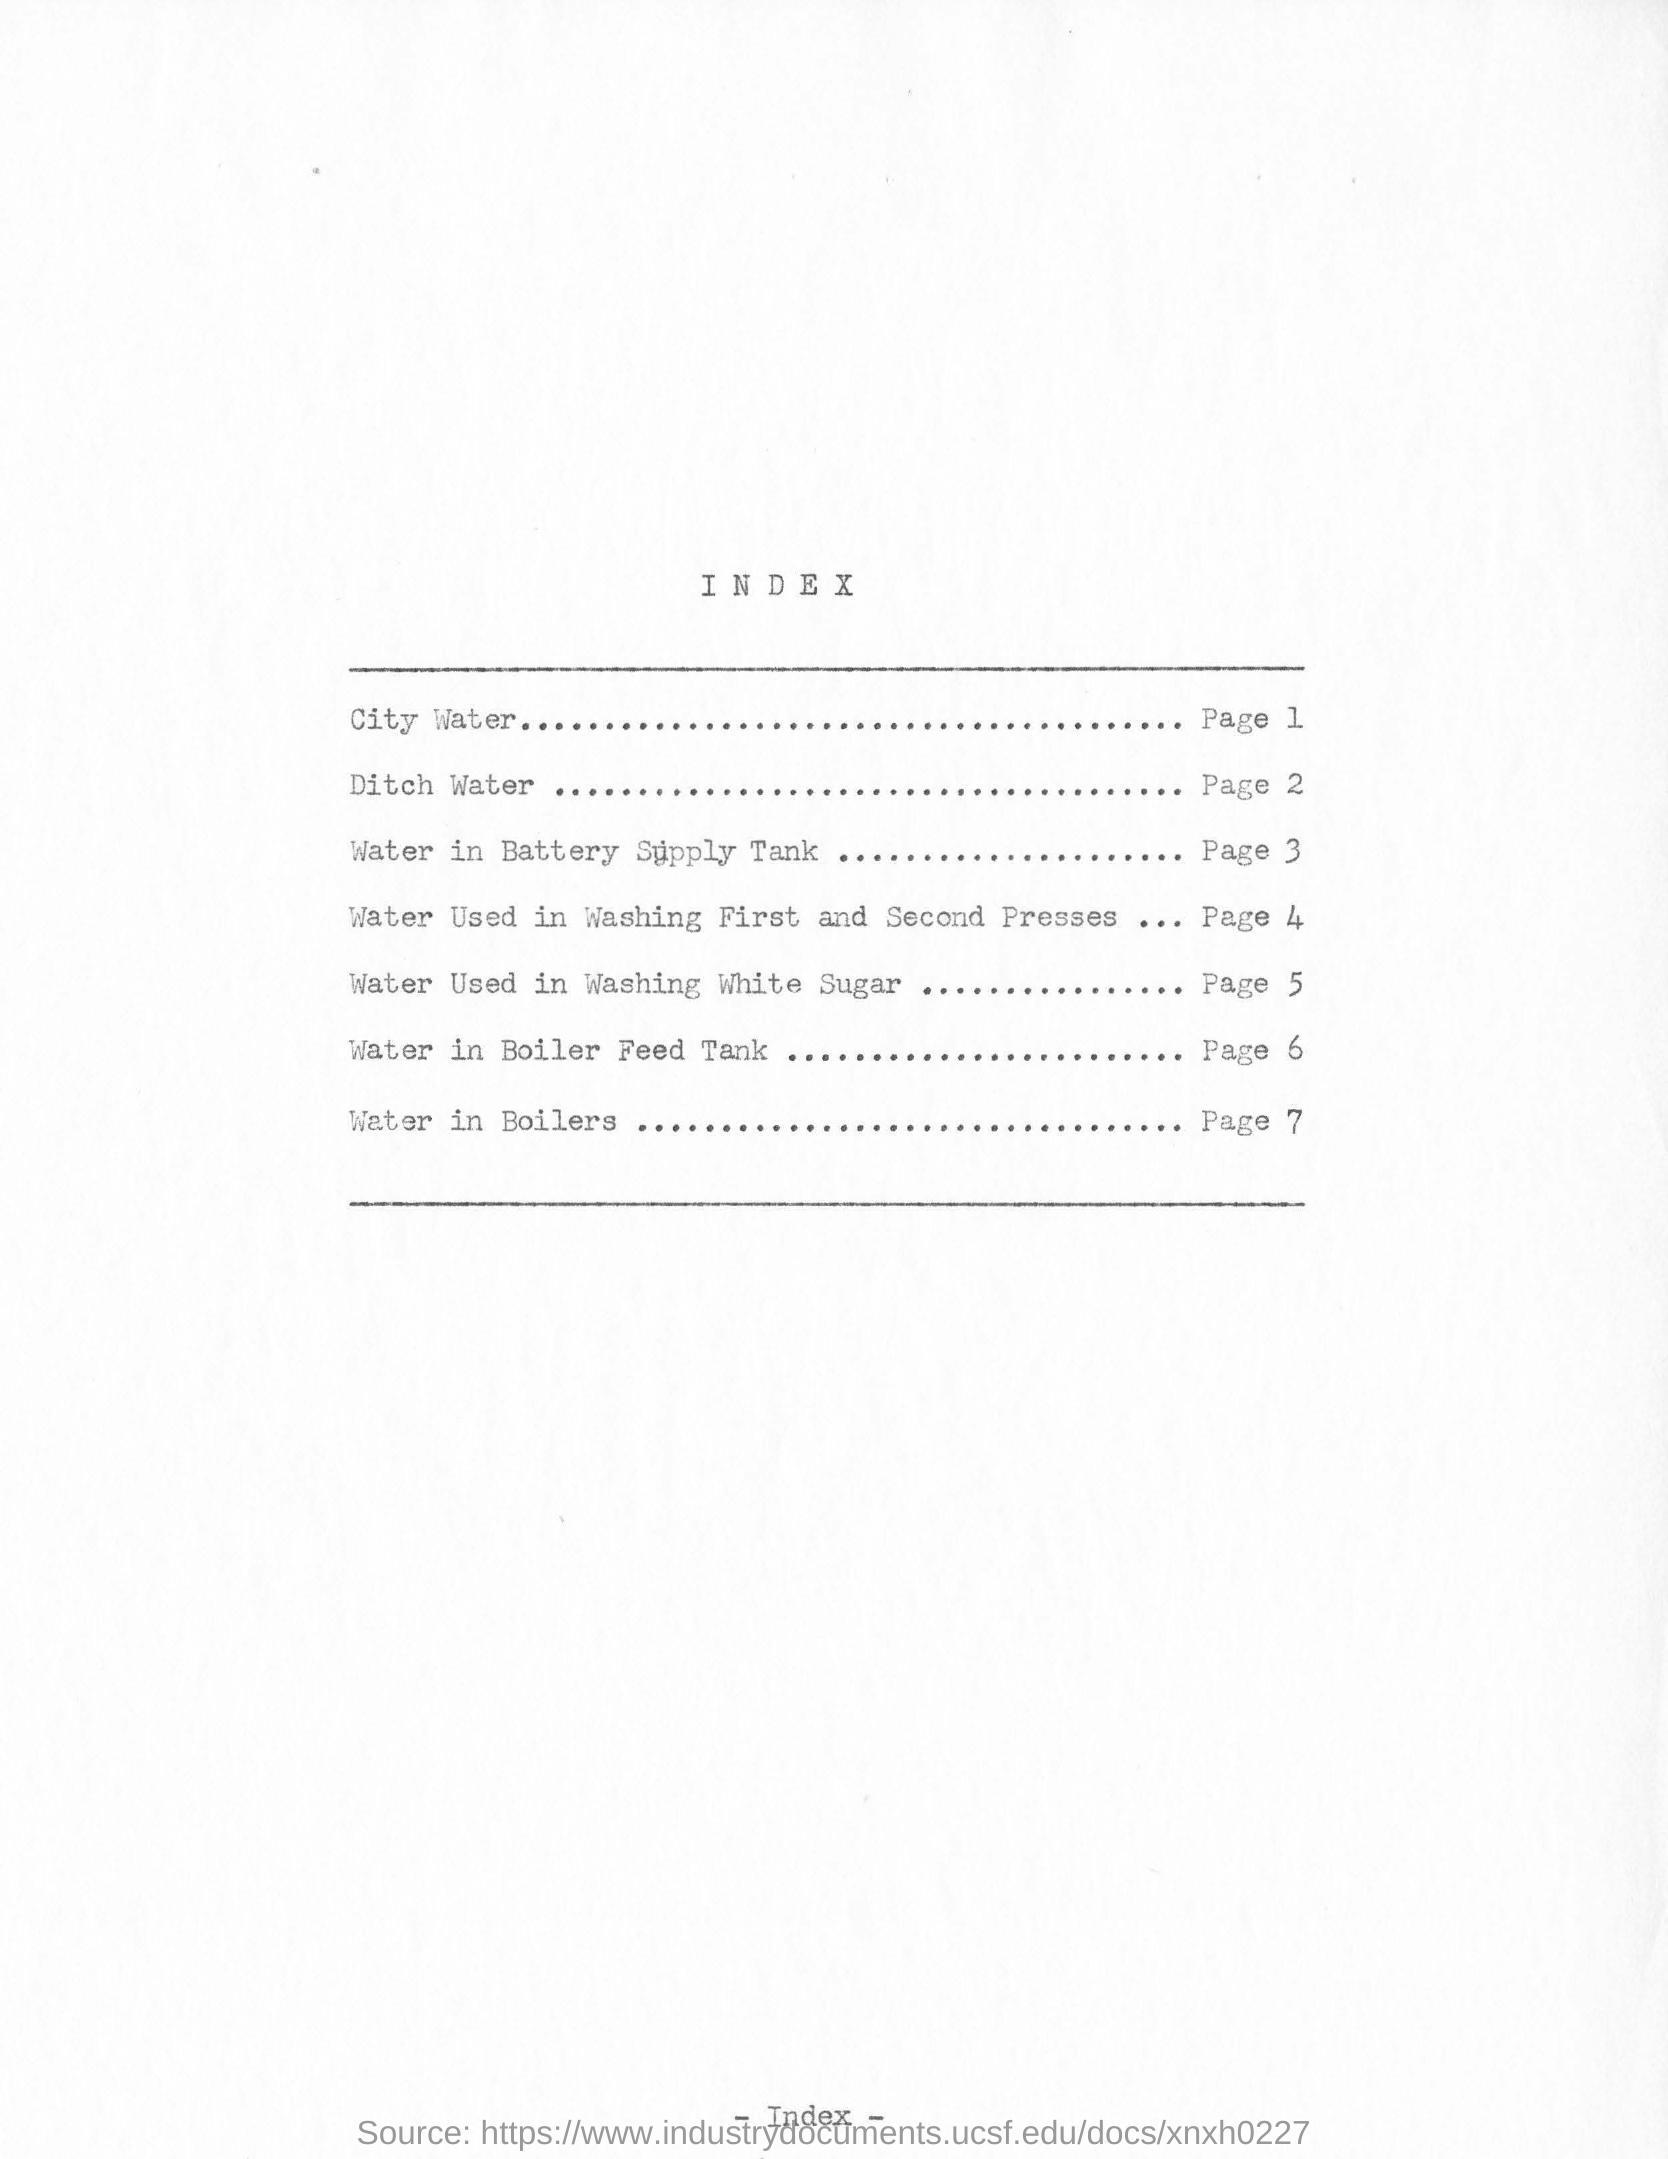 I N D E X
City Water........................................ Page 1
Ditch Water ...................................... Page 2
Water in Battery Supply Tank ..................... Page 3
Water Used in Washing First and Second Presses ... Page 4
Water Used in Washing White Sugar ................ Page 5
Water in Boiler Feed Tank ........................ Page 6
Water in Boilers ................................. Page 7
- Index -
Source: https://www.industrydocuments.ucsf.edu/docs/xnxh0227